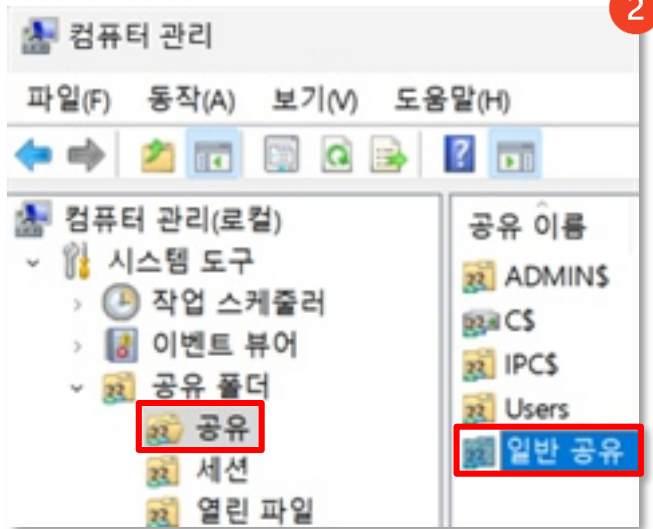 2
컴퓨터 관리
파일(F) 동작(A) 보기(V) 도움말(H)
컴퓨터 관리(로컬)
시스템 도구
작업 스케줄러
이벤트 뷰어
공유 폴더
공유
세션
열린 파일
공유 이름
ADMIN$
C$
IPC$
Users
일반 공유